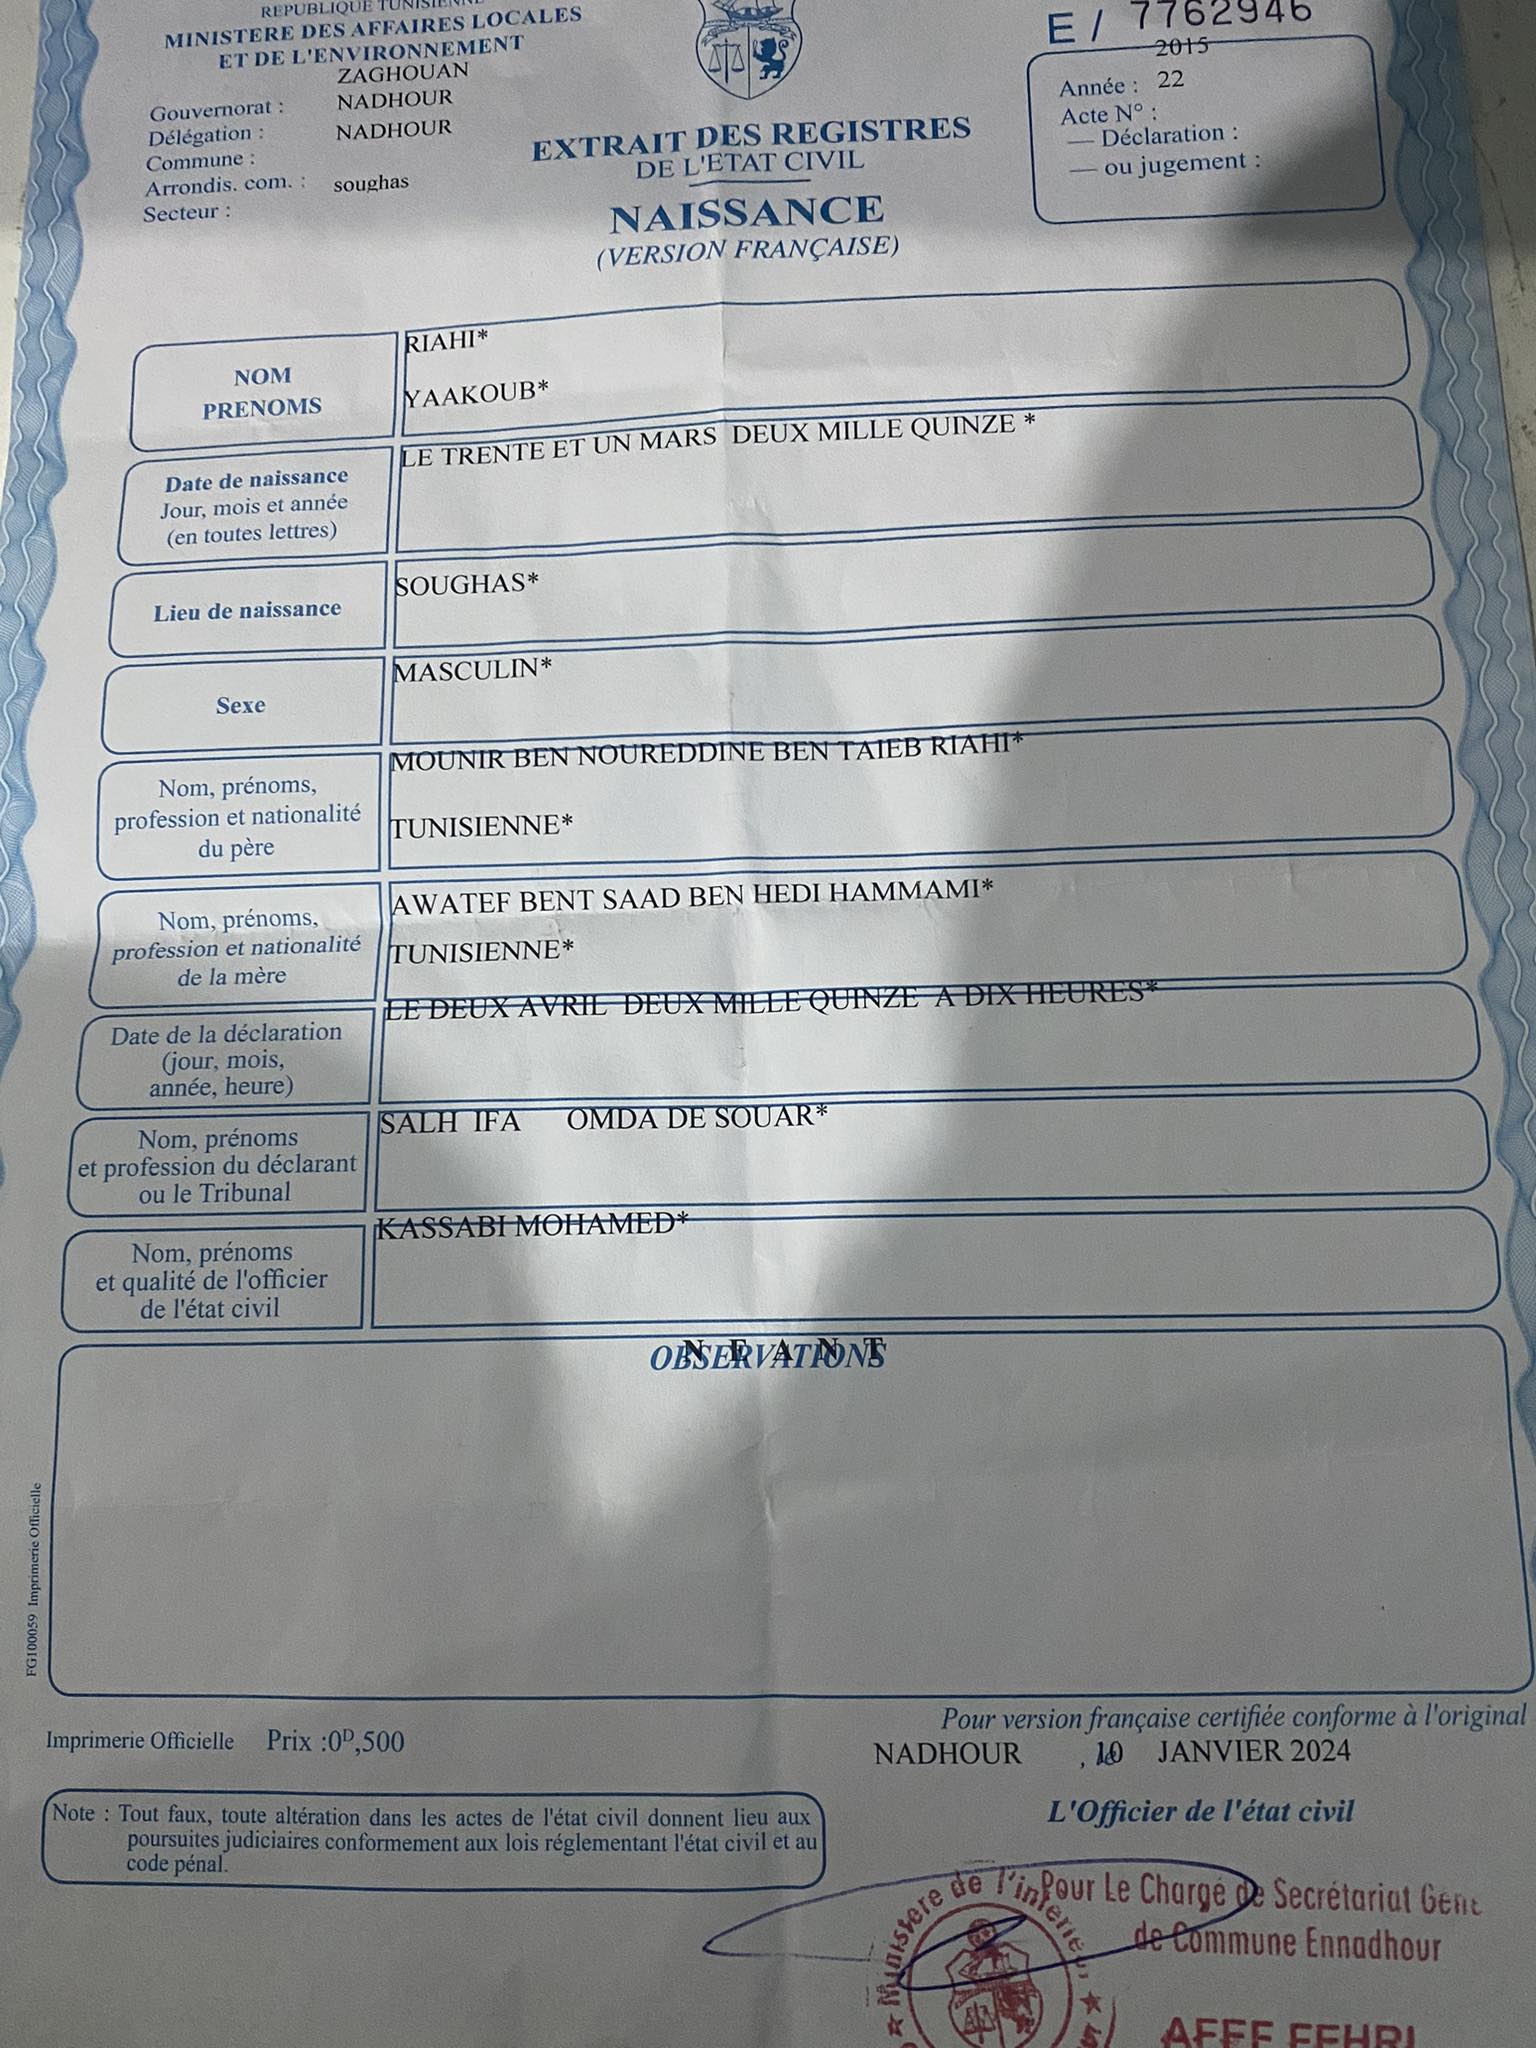 REPUBLIQUE TUNISIENNE
MINISTERE DES AFFAIRES LOCALES
ET DE L'ENVIRONNEMENT
ZAGHOUAN
Gouvernorat : NADHOUR
Délégation : NADHOUR
Commune :
Arrondis. com. : soughas
Secteur :
EXTRAIT DES REGISTRES
DE L'ETAT CIVIL
NAISSANCE
(VERSION FRANÇAISE)
E / 7762946
2015
Année : 22
Acte N° :
— Déclaration :
— ou jugement :
NOM
PRENOMS
RIAHI*
YAAKOUB*
Date de naissance
Jour, mois et année
(en toutes lettres)
LE TRENTE ET UN MARS DEUX MILLE QUINZE *
Lieu de naissance
SOUGHAS*
Sexe
MASCULIN*
Nom, prénoms,
profession et nationalité
du père
MOUNIR BEN NOUREDDINE BEN TAIEB RIAHI*
TUNISIENNE*
Nom, prénoms,
profession et nationalité
de la mère
AWATEF BENT SAAD BEN HEDI HAMMAMI*
TUNISIENNE*
Date de la déclaration
(jour, mois,
année, heure)
LE DEUX AVRIL DEUX MILLE QUINZE A DIX HEURES*
Nom, prénoms
et profession du déclarant
ou le Tribunal
SALH IFA OMDA DE SOUAR*
Nom, prénoms
et qualité de l'officier
de l'état civil
KASSABI MOHAMED*
N E A N T
OBSERVATIONS
FG100059 Imprimerie Officielle
Imprimerie Officielle Prix :0D,500
Pour version française certifiée conforme à l'original
NADHOUR , le 10 JANVIER 2024
L'Officier de l'état civil
Note : Tout faux, toute altération dans les actes de l'état civil donnent lieu aux
poursuites judiciaires conformement aux lois réglementant l'état civil et au
code pénal.
Ministere de l'interieur
Pour Le Chargé de Secrétariat Géné
de Commune Ennadhour
AFEF FEHRI